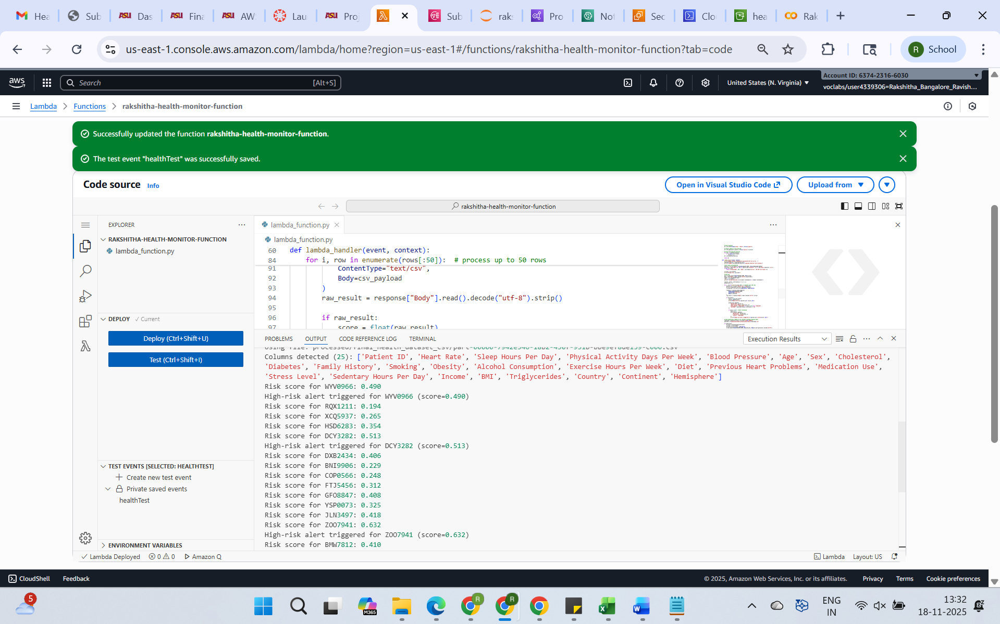 Hea
Sub
Das
Fina
AW
Lau
Proj
Sub
raks
Pro
Not
Sec
Clo
hea
Rak
us-east-1.console.aws.amazon.com/lambda/home?region=us-east-1#/functions/rakshitha-health-monitor-function?tab=code
R School
aws
Search [Alt+S]
United States (N. Virginia)
Account ID: 6374-2316-6030
voclabs/user4339306=Rakshitha_Bangalore_Ravish...
Lambda > Functions > rakshitha-health-monitor-function
Successfully updated the function rakshitha-health-monitor-function.
The test event "healthTest" was successfully saved.
Code source Info
Open in Visual Studio Code
Upload from
rakshitha-health-monitor-function
EXPLORER
RAKSHITHA-HEALTH-MONITOR-FUNCTION
lambda_function.py
DEPLOY Current
Deploy (Ctrl+Shift+U)
Test (Ctrl+Shift+I)
TEST EVENTS [SELECTED: HEALTHTEST]
Create new test event
Private saved events
healthTest
ENVIRONMENT VARIABLES
lambda_function.py
lambda_function.py
60 def lambda_handler(event, context):
84 for i, row in enumerate(rows[:50]): # process up to 50 rows
91 ContentType="text/csv",
92 Body=csv_payload
93 )
94 raw_result = response["Body"].read().decode("utf-8").strip()
95
96 if raw_result:
97 score = float(raw_result)
PROBLEMS OUTPUT CODE REFERENCE LOG TERMINAL
Execution Results
Columns detected (25): ['Patient ID', 'Heart Rate', 'Sleep Hours Per Day', 'Physical Activity Days Per Week', 'Blood Pressure', 'Age', 'Sex', 'Cholesterol',
'Diabetes', 'Family History', 'Smoking', 'Obesity', 'Alcohol Consumption', 'Exercise Hours Per Week', 'Diet', 'Previous Heart Problems', 'Medication Use',
'Stress Level', 'Sedentary Hours Per Day', 'Income', 'BMI', 'Triglycerides', 'Country', 'Continent', 'Hemisphere']
Risk score for WYV0966: 0.490
High-risk alert triggered for WYV0966 (score=0.490)
Risk score for RQX1211: 0.194
Risk score for XCQ5937: 0.265
Risk score for HSD6283: 0.354
Risk score for DCY3282: 0.513
High-risk alert triggered for DCY3282 (score=0.513)
Risk score for DXB2434: 0.406
Risk score for BNI9906: 0.229
Risk score for COP0566: 0.248
Risk score for FTJ5456: 0.312
Risk score for GFO8847: 0.408
Risk score for YSP0073: 0.325
Risk score for JLN3497: 0.418
Risk score for ZOO7941: 0.632
High-risk alert triggered for ZOO7941 (score=0.632)
Risk score for BMW7812: 0.410
Lambda Deployed 0 0 Amazon Q
Lambda Layout: US
CloudShell Feedback
© 2025, Amazon Web Services, Inc. or its affiliates. Privacy Terms Cookie preferences
5
M365
ENG
IN
13:32
18-11-2025